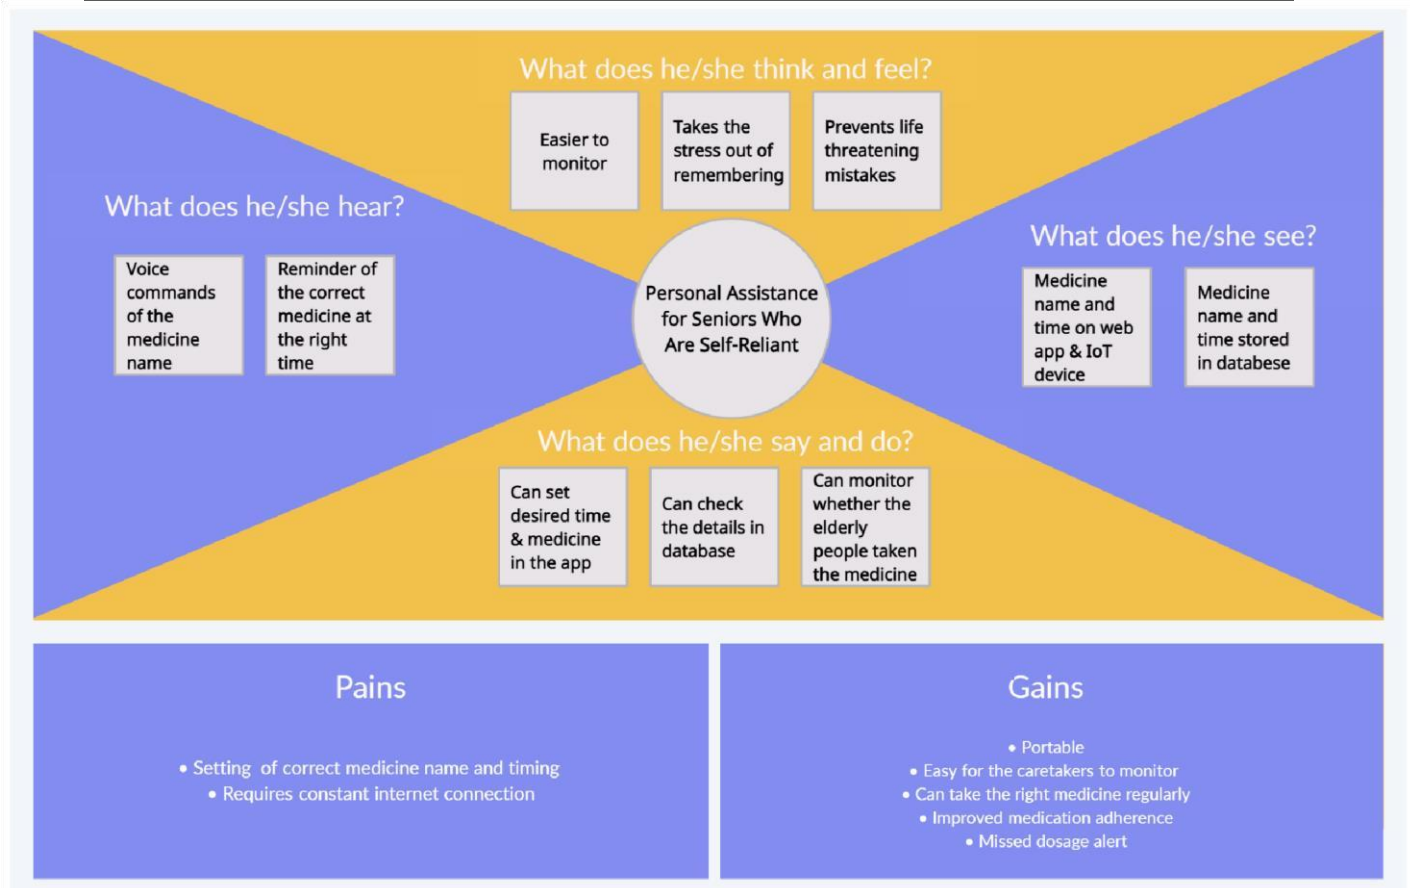 What does he/she think and feel?
Easier to
monitor
Takes the
stress out of
remembering
Prevents life
threatening
mistakes
What does he/she hear?
Voice
commands
of the
medicine
name
Reminder of
the correct
medicine at
the right
time
Personal Assistance
for Seniors Who
Are Self-Reliant
What does he/she see?
Medicine
name and
time on web
app & IoT
device
Medicine
name and
time stored
in databese
What does he/she say and do?
Can set
desired time
& medicine
in the app
Can check
the details in
database
Can monitor
whether the
elderly
people taken
the medicine
Pains
• Setting of correct medicine name and timing
• Requires constant internet connection
Gains
• Portable
• Easy for the caretakers to monitor
• Can take the right medicine regularly
• Improved medication adherence
• Missed dosage alert